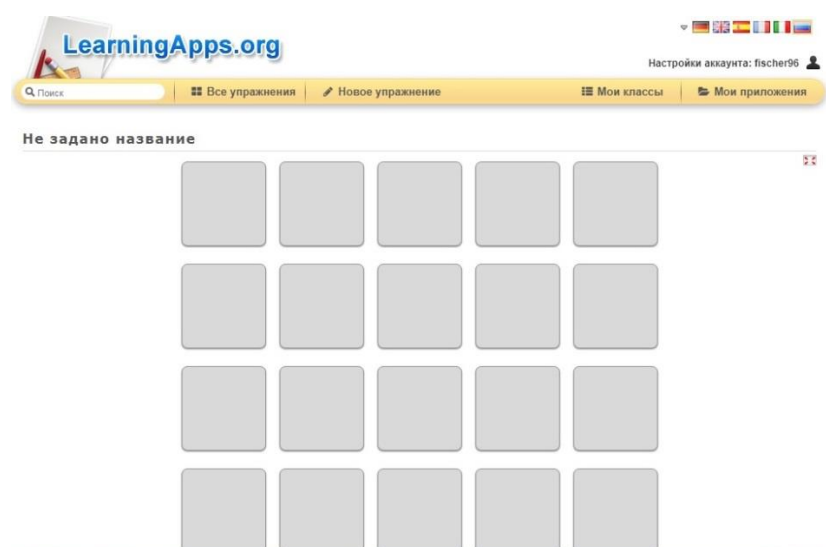 LearningApps.org
Настройки аккаунта: fischer96
Поиск
Все упражнения
Новое упражнение
Мои классы
Мои приложения
Не задано название